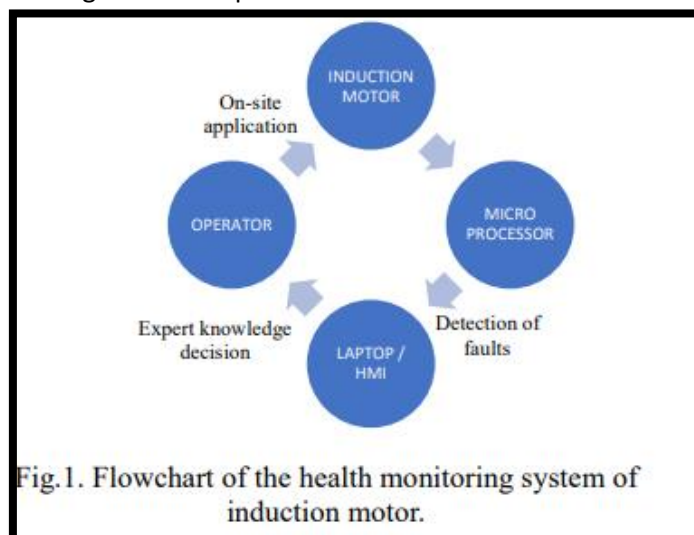 INDUCTION
MOTOR
On-site
application
OPERATOR
MICRO
PROCESSOR
Expert knowledge
decision
LAPTOP /
HMI
Detection of
faults
Fig.1. Flowchart of the health monitoring system of
induction motor.